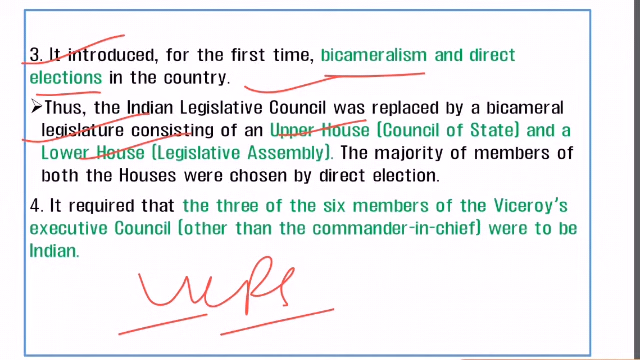 3. It introduced, for the first time, bicameralism and direct
elections in the country.
➢Thus, the Indian Legislative Council was replaced by a bicameral
legislature consisting of an Upper House (Council of State) and a
Lower House (Legislative Assembly). The majority of members of
both the Houses were chosen by direct election.
4. It required that the three of the six members of the Viceroy's
executive Council (other than the commander-in-chief) were to be
Indian.